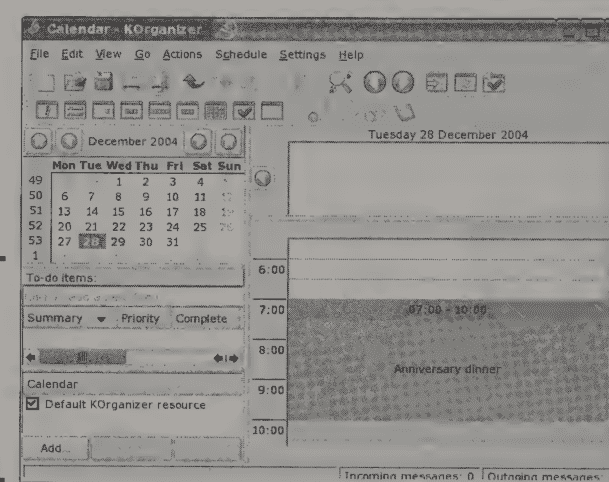 Calendar - KOrganizer
File Edit View Go Actions Schedule Settings Help
December 2004
Mon Tue Wed Thu Fri Sat Sun
49 1 2 3 4
50 6 7 8 9 10 11
51 13 14 15 16 17 18
52 20 21 22 23 24 25 26
53 27 28 29 30 31
1
To-do items:
Summary Priority Complete
Calendar
Default KOrganizer resource
Add...
Tuesday 28 December 2004
6:00
7:00 07:00 - 10:00
8:00
Anniversary dinner
9:00
10:00
Incoming messages: 0 Outgoing messages: